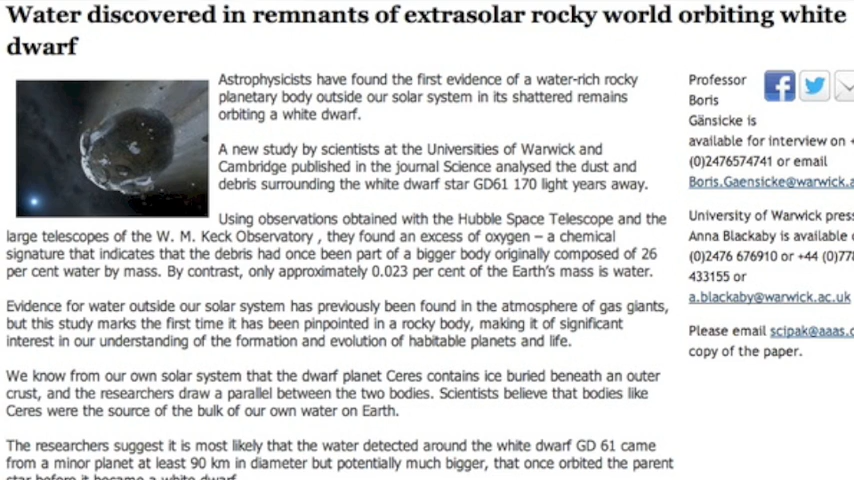 Water discovered in remnants of extrasolar rocky world orbiting white
dwarf
Astrophysicists have found the first evidence of a water-rich rocky
planetary body outside our solar system in its shattered remains
orbiting a white dwarf.
A new study by scientists at the Universities of Warwick and
Cambridge published in the journal Science analysed the dust and
debris surrounding the white dwarf star GD61 170 light years away.
Using observations obtained with the Hubble Space Telescope and the
large telescopes of the W. M. Keck Observatory , they found an excess of oxygen – a chemical
signature that indicates that the debris had once been part of a bigger body originally composed of 26
per cent water by mass. By contrast, only approximately 0.023 per cent of the Earth's mass is water.
Evidence for water outside our solar system has previously been found in the atmosphere of gas giants,
but this study marks the first time it has been pinpointed in a rocky body, making it of significant
interest in our understanding of the formation and evolution of habitable planets and life.
We know from our own solar system that the dwarf planet Ceres contains ice buried beneath an outer
crust, and the researchers draw a parallel between the two bodies. Scientists believe that bodies like
Ceres were the source of the bulk of our own water on Earth.
The researchers suggest it is most likely that the water detected around the white dwarf GD 61 came
from a minor planet at least 90 km in diameter but potentially much bigger, that once orbited the parent
star before it became a white dwarf.
Professor
Boris
Gänsicke is
available for interview on +
(0)2476574741 or email
Boris.Gaensicke@warwick.a
University of Warwick press
Anna Blackaby is available
(0)2476 676910 or +44 (0)778
433155 or
a.blackaby@warwick.ac.uk
Please email scipak@aaas.
copy of the paper.